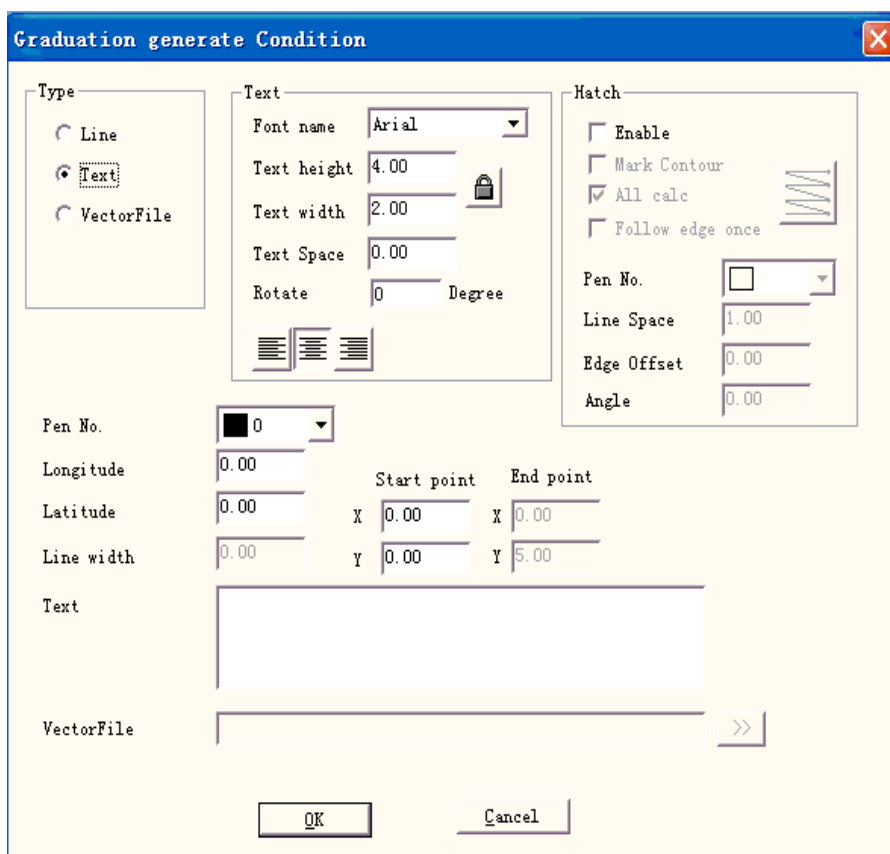 Graduation generate Condition
Type
Line
Text
VectorFile
Text
Font name Arial
Text height 4.00
Text width 2.00
Text Space 0.00
Rotate 0 Degree
Hatch
Enable
Mark Contour
All calc
Follow edge once
Pen No.
Line Space 1.00
Edge Offset 0.00
Angle 0.00
Pen No. 0
Longitude 0.00
Latitude 0.00
Line width 0.00
Start point End point
X 0.00 X 0.00
Y 0.00 Y 5.00
Text
VectorFile >>
OK Cancel